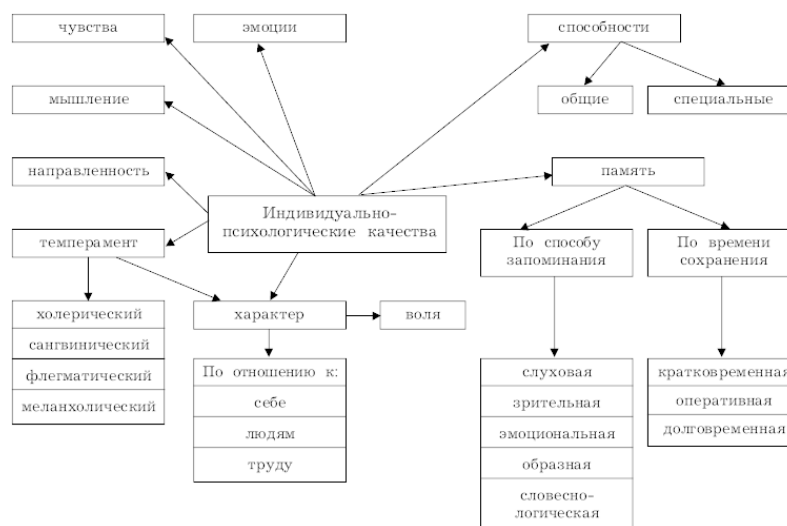 чувства
эмоции
способности
мышление
общие
специальные
направленность
память
Индивидуально-
психологические качества
темперамент
По способу
запоминания
По времени
сохранения
холерический
сангвинический
флегматический
меланхолический
характер
воля
По отношению к:
себе
людям
труду
слуховая
зрительная
эмоциональная
образная
словесно-
логическая
кратковременная
оперативная
долговременная